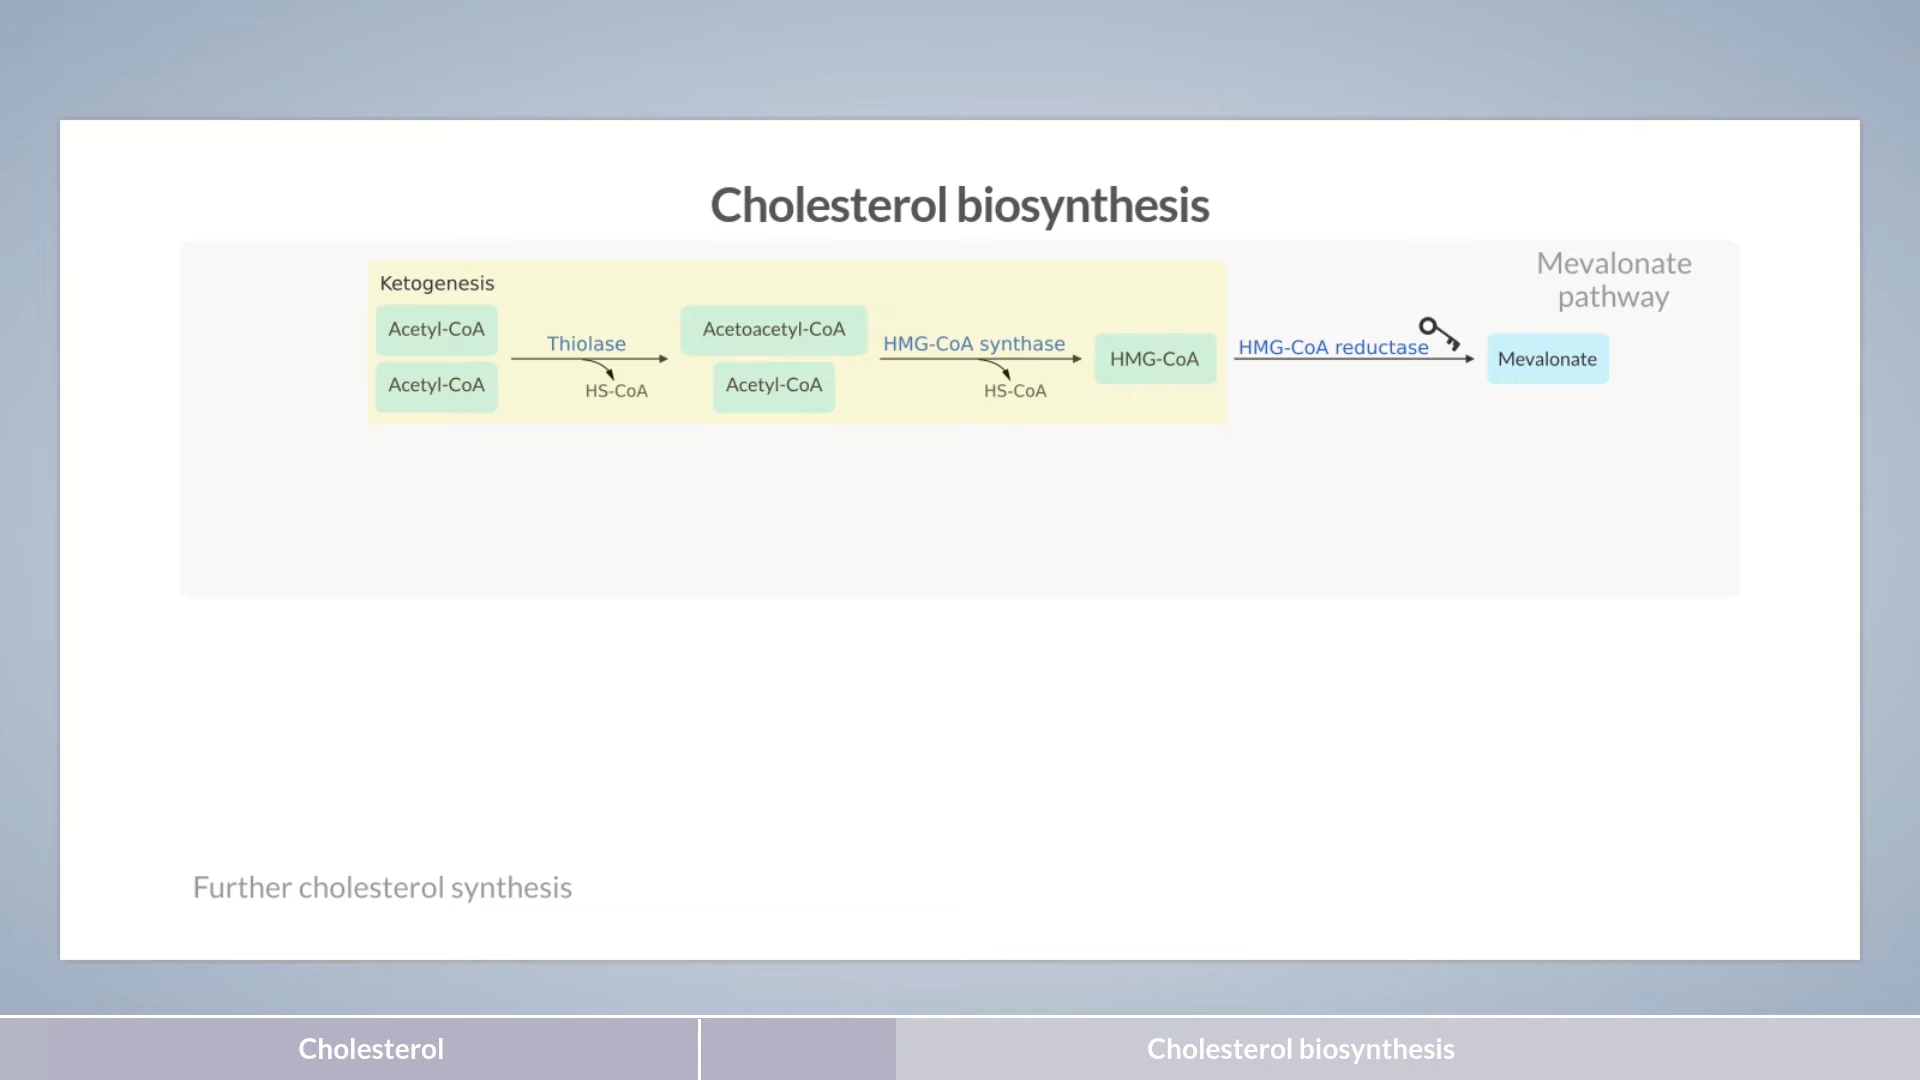 Cholesterol biosynthesis
Mevalonate
pathway
Ketogenesis
Acetyl-CoA
Acetyl-CoA
Thiolase
HS-CoA
Acetoacetyl-CoA
Acetyl-CoA
HMG-CoA synthase
HS-CoA
HMG-CoA
HMG-CoA reductase
Mevalonate
Further cholesterol synthesis
Cholesterol
Cholesterol biosynthesis